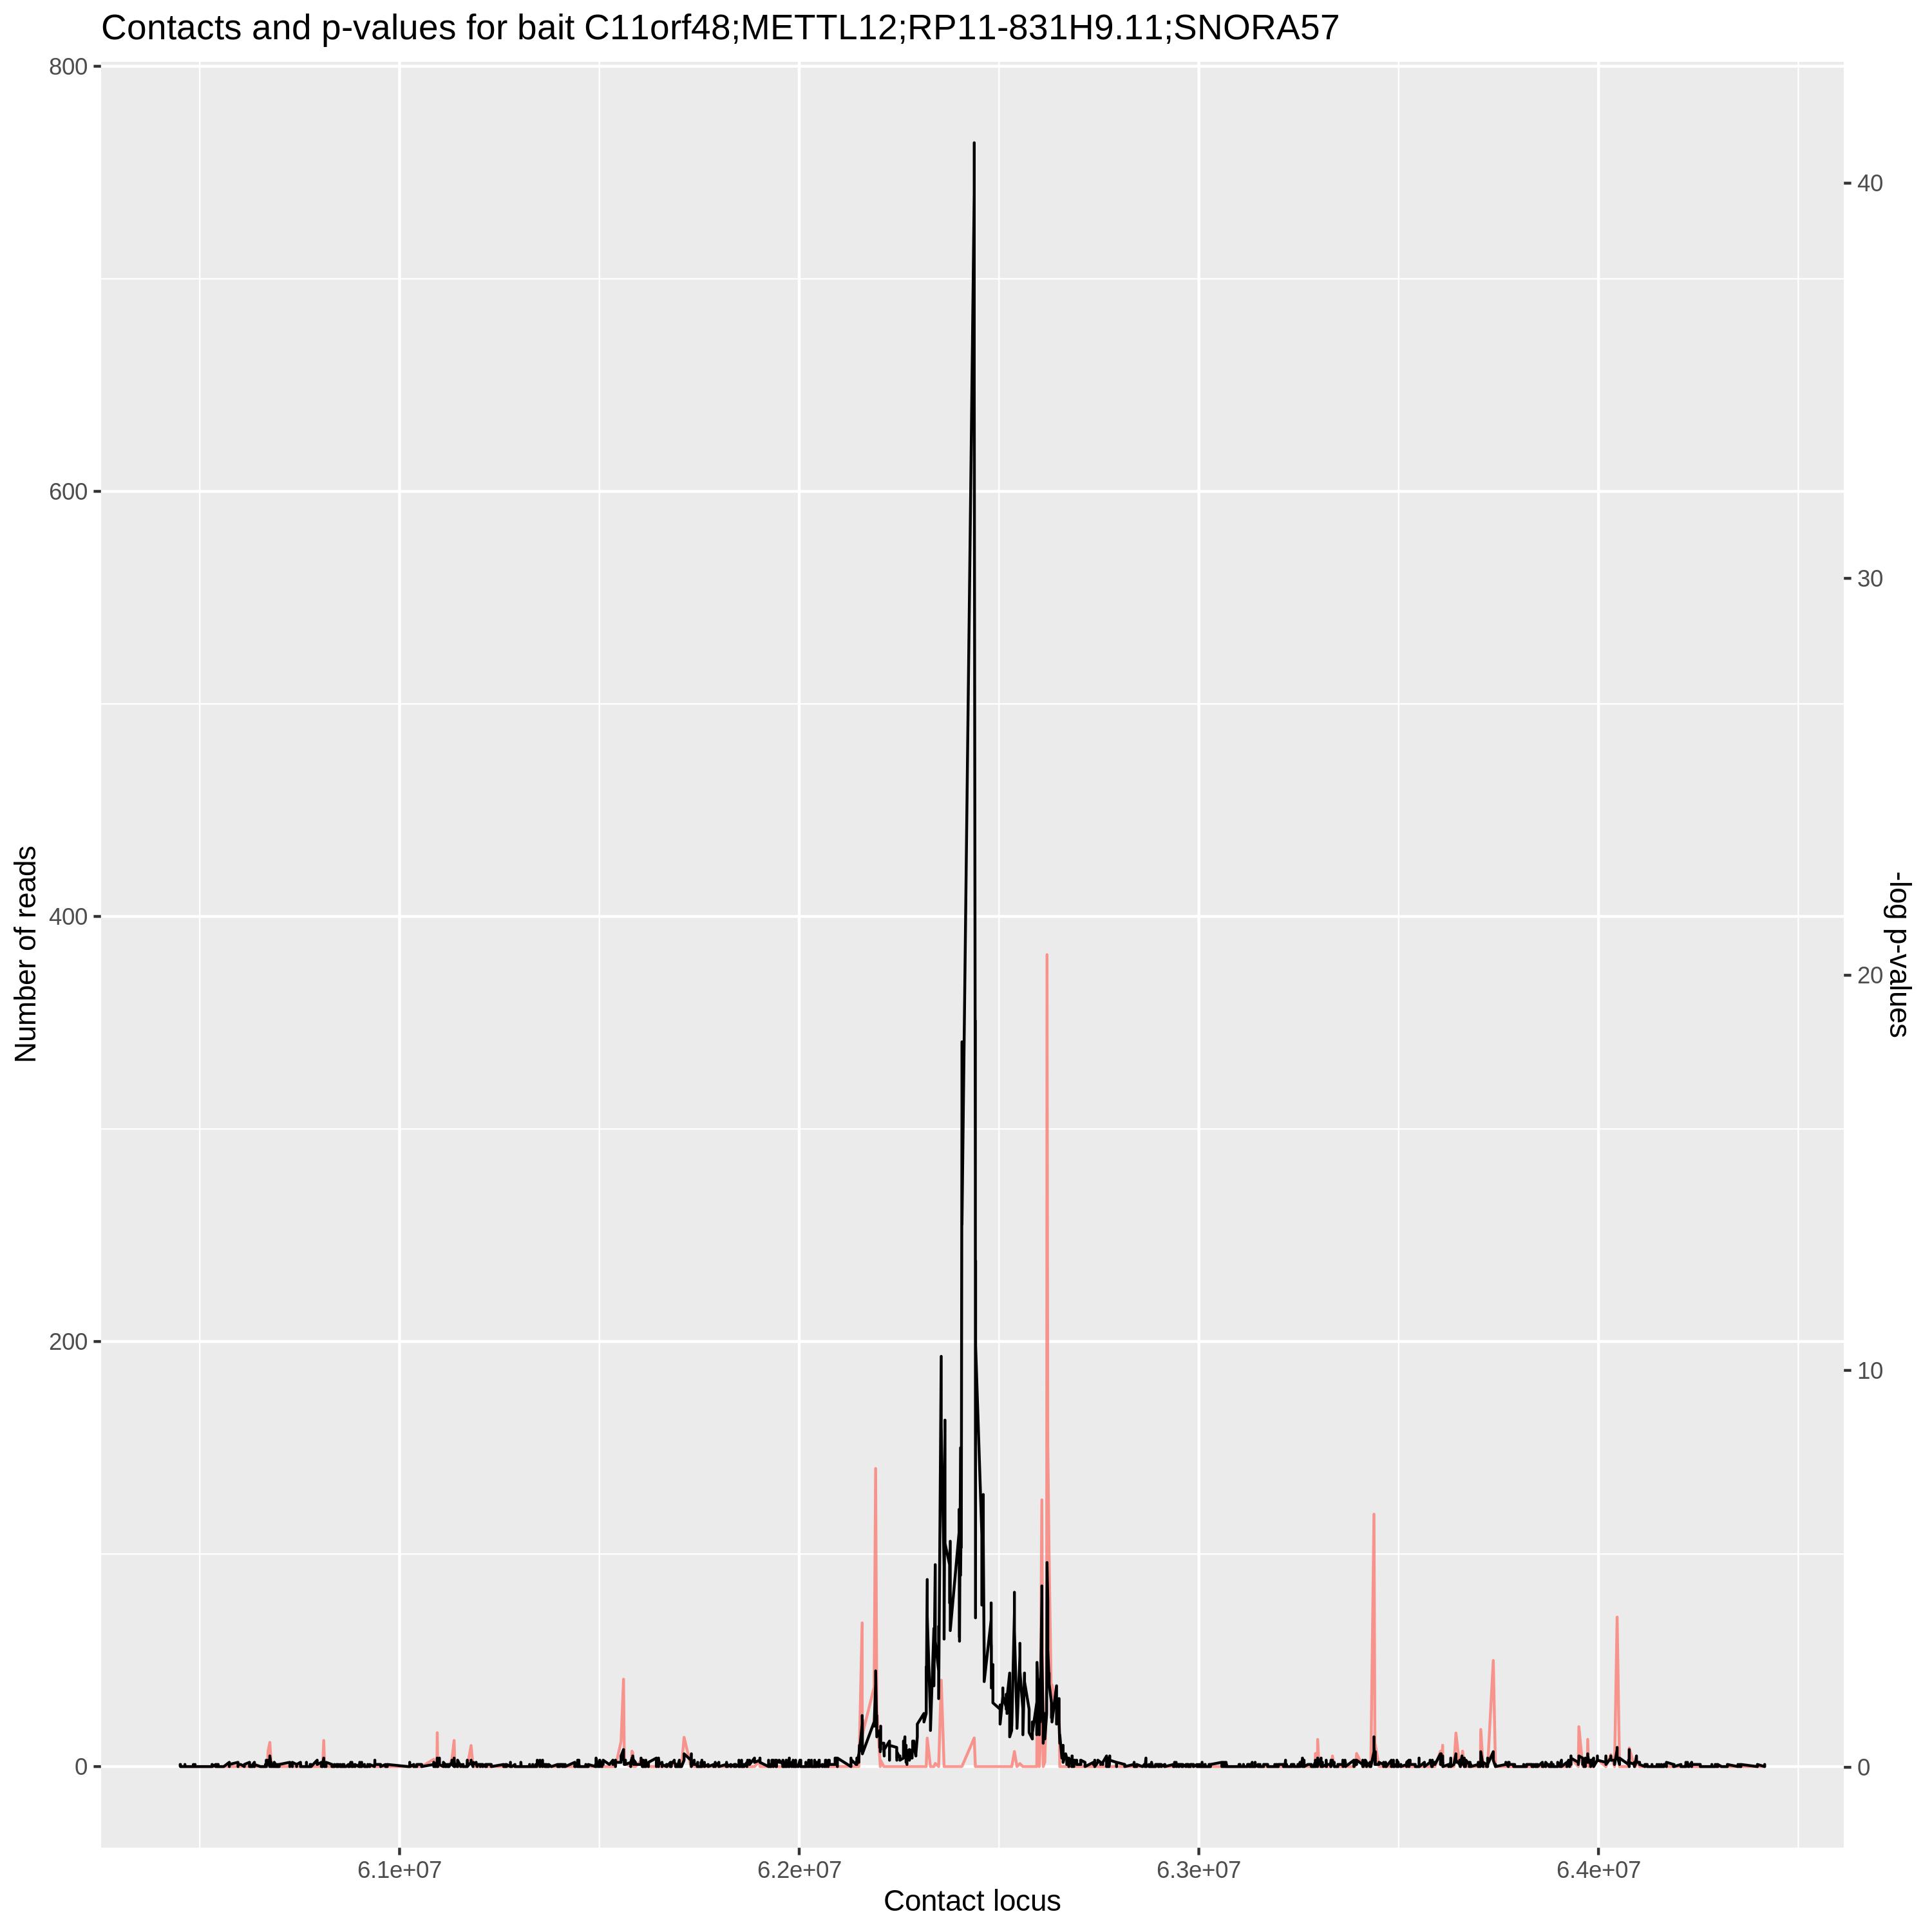 Contacts and p-values for bait C11orf48;METTL12;RP11-831H9.11;SNORA57
800
600
400
200
0
Number of reads
40
30
20
10
0
-log p-values
6.1e+07
6.2e+07
6.3e+07
6.4e+07
Contact locus